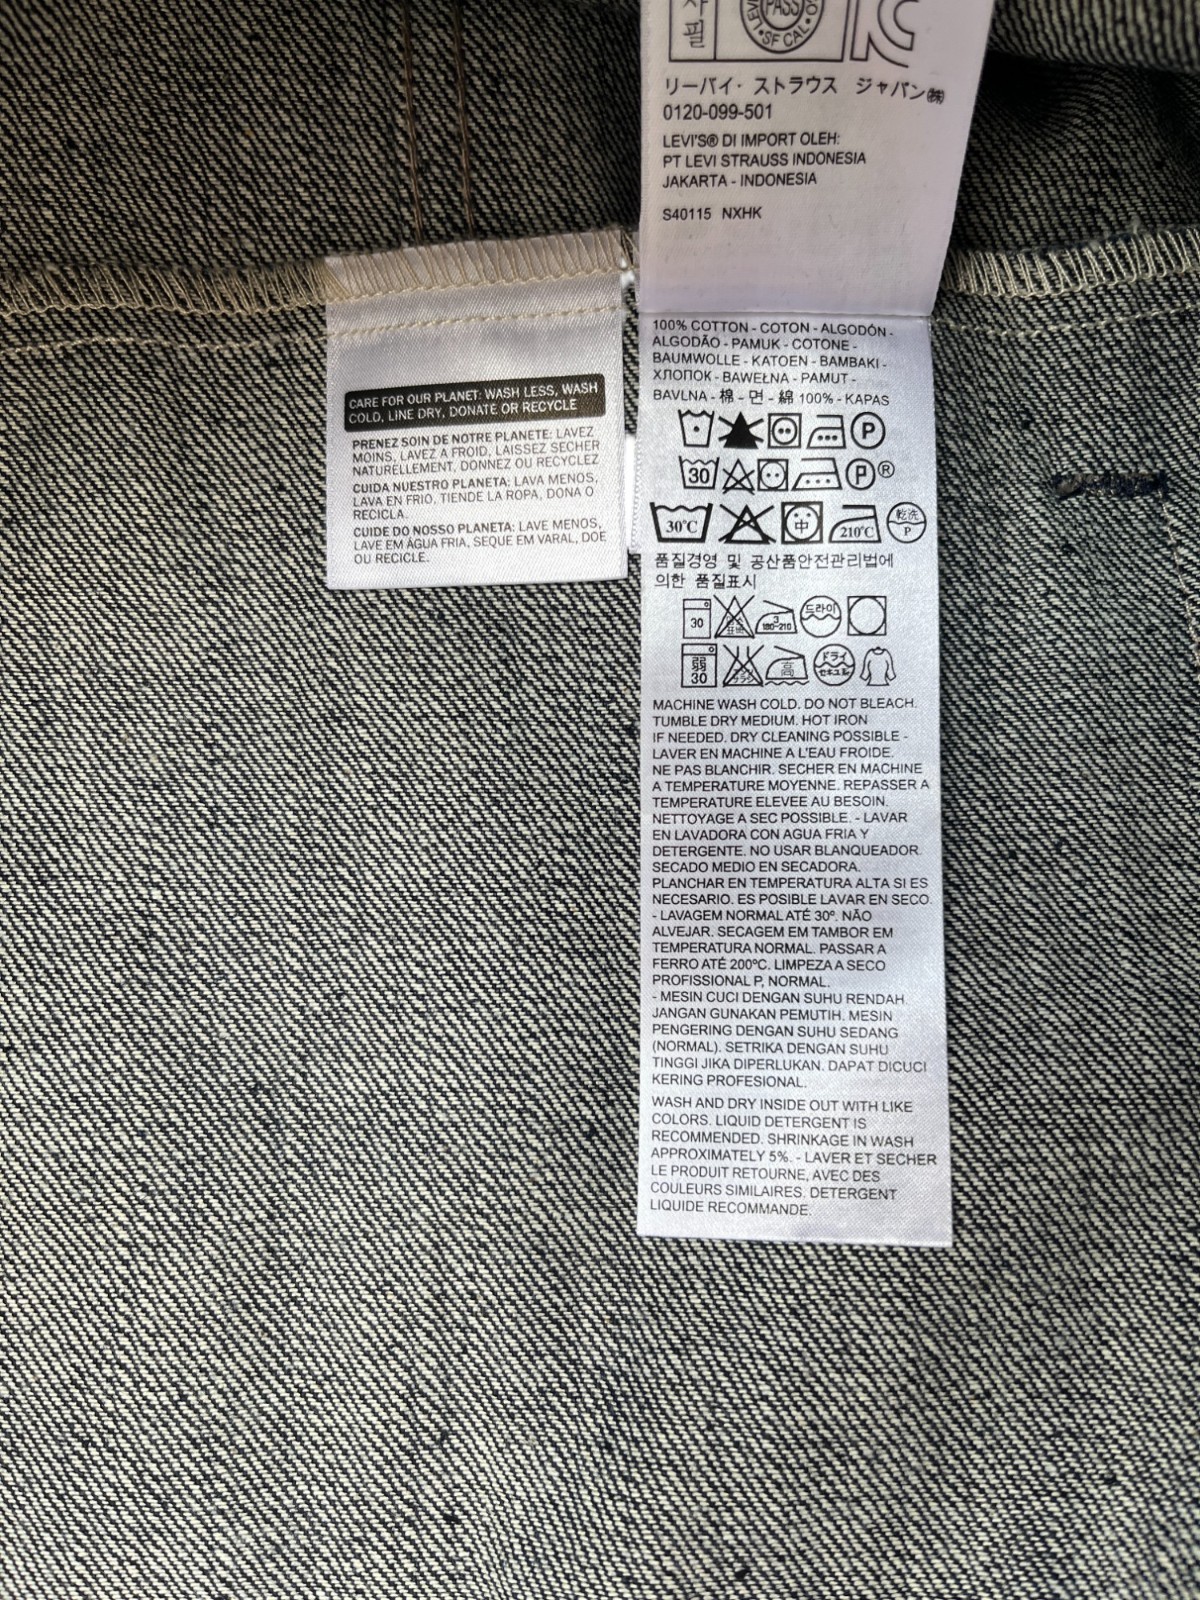 필
PASS
SF CAL
リーバイ・ストラウス ジャパン㈱
0120-099-501
LEVI'S® DI IMPORT OLEH:
PT LEVI STRAUSS INDONESIA
JAKARTA - INDONESIA
S40115 NXHK
CARE FOR OUR PLANET: WASH LESS, WASH
COLD, LINE DRY, DONATE OR RECYCLE
PRENEZ SOIN DE NOTRE PLANETE: LAVEZ
MOINS, LAVEZ A FROID, LAISSEZ SECHER
NATURELLEMENT, DONNEZ OU RECYCLEZ
CUIDA NUESTRO PLANETA: LAVA MENOS,
LAVA EN FRIO, TIENDE LA ROPA, DONA O
RECICLA.
CUIDE DO NOSSO PLANETA: LAVE MENOS,
LAVE EM ÁGUA FRIA, SEQUE EM VARAL, DOE
OU RECICLE.
100% COTTON - COTON - ALGODÓN -
ALGODÃO - PAMUK - COTONE -
BAUMWOLLE - KATOEN - BAMBAKI -
ХЛОПОК - BAWEŁNA - PAMUT -
BAVLNA - 棉 - 면 - 綿 100% - KAPAS
P
30 P ®
30°C 中 210°C 乾洗 P
품질경영 및 공산품안전관리법에
의한 품질표시
30 3 180~210 드라이
弱 30 高 ドライ
MACHINE WASH COLD. DO NOT BLEACH.
TUMBLE DRY MEDIUM. HOT IRON
IF NEEDED. DRY CLEANING POSSIBLE -
LAVER EN MACHINE A L'EAU FROIDE.
NE PAS BLANCHIR. SECHER EN MACHINE
A TEMPERATURE MOYENNE. REPASSER A
TEMPERATURE ELEVEE AU BESOIN.
NETTOYAGE A SEC POSSIBLE. - LAVAR
EN LAVADORA CON AGUA FRIA Y
DETERGENTE. NO USAR BLANQUEADOR.
SECADO MEDIO EN SECADORA.
PLANCHAR EN TEMPERATURA ALTA SI ES
NECESARIO. ES POSIBLE LAVAR EN SECO.
- LAVAGEM NORMAL ATÉ 30º. NÃO
ALVEJAR. SECAGEM EM TAMBOR EM
TEMPERATURA NORMAL. PASSAR A
FERRO ATÉ 200ºC. LIMPEZA A SECO
PROFISSIONAL P, NORMAL.
- MESIN CUCI DENGAN SUHU RENDAH.
JANGAN GUNAKAN PEMUTIH. MESIN
PENGERING DENGAN SUHU SEDANG
(NORMAL). SETRIKA DENGAN SUHU
TINGGI JIKA DIPERLUKAN. DAPAT DICUCI
KERING PROFESIONAL.
WASH AND DRY INSIDE OUT WITH LIKE
COLORS. LIQUID DETERGENT IS
RECOMMENDED. SHRINKAGE IN WASH
APPROXIMATELY 5%. - LAVER ET SECHER
LE PRODUIT RETOURNE, AVEC DES
COULEURS SIMILAIRES. DETERGENT
LIQUIDE RECOMMANDE.